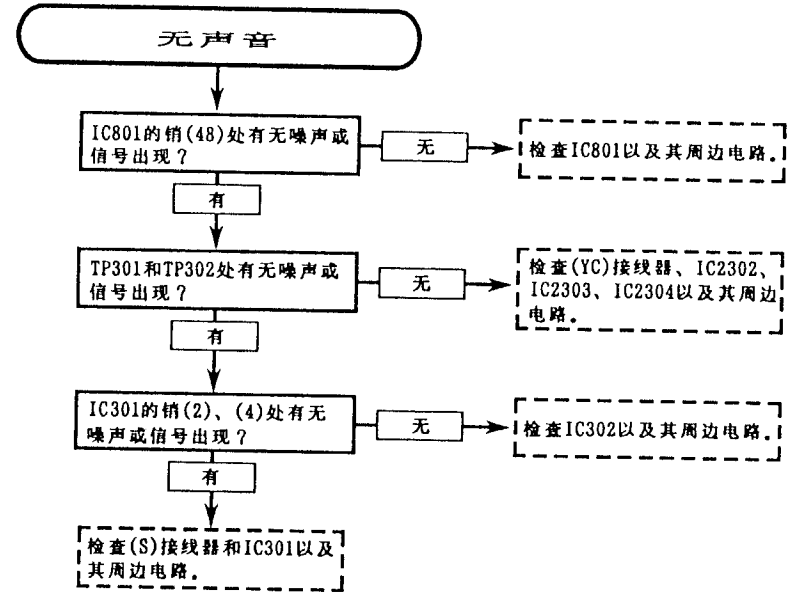 无声音
IC801的销(48)处有无噪声或
信号出现？
无
检查IC801以及其周边电路.
有
TP301和TP302处有无噪声或
信号出现？
无
检查(YC)接线器、IC2302、
IC2303、IC2304以及其周边
电路。
有
IC301的销(2)、(4)处有无
噪声或信号出现？
无
检查IC302以及其周边电路.
有
检查(S)接线器和IC301以及
其周边电路。